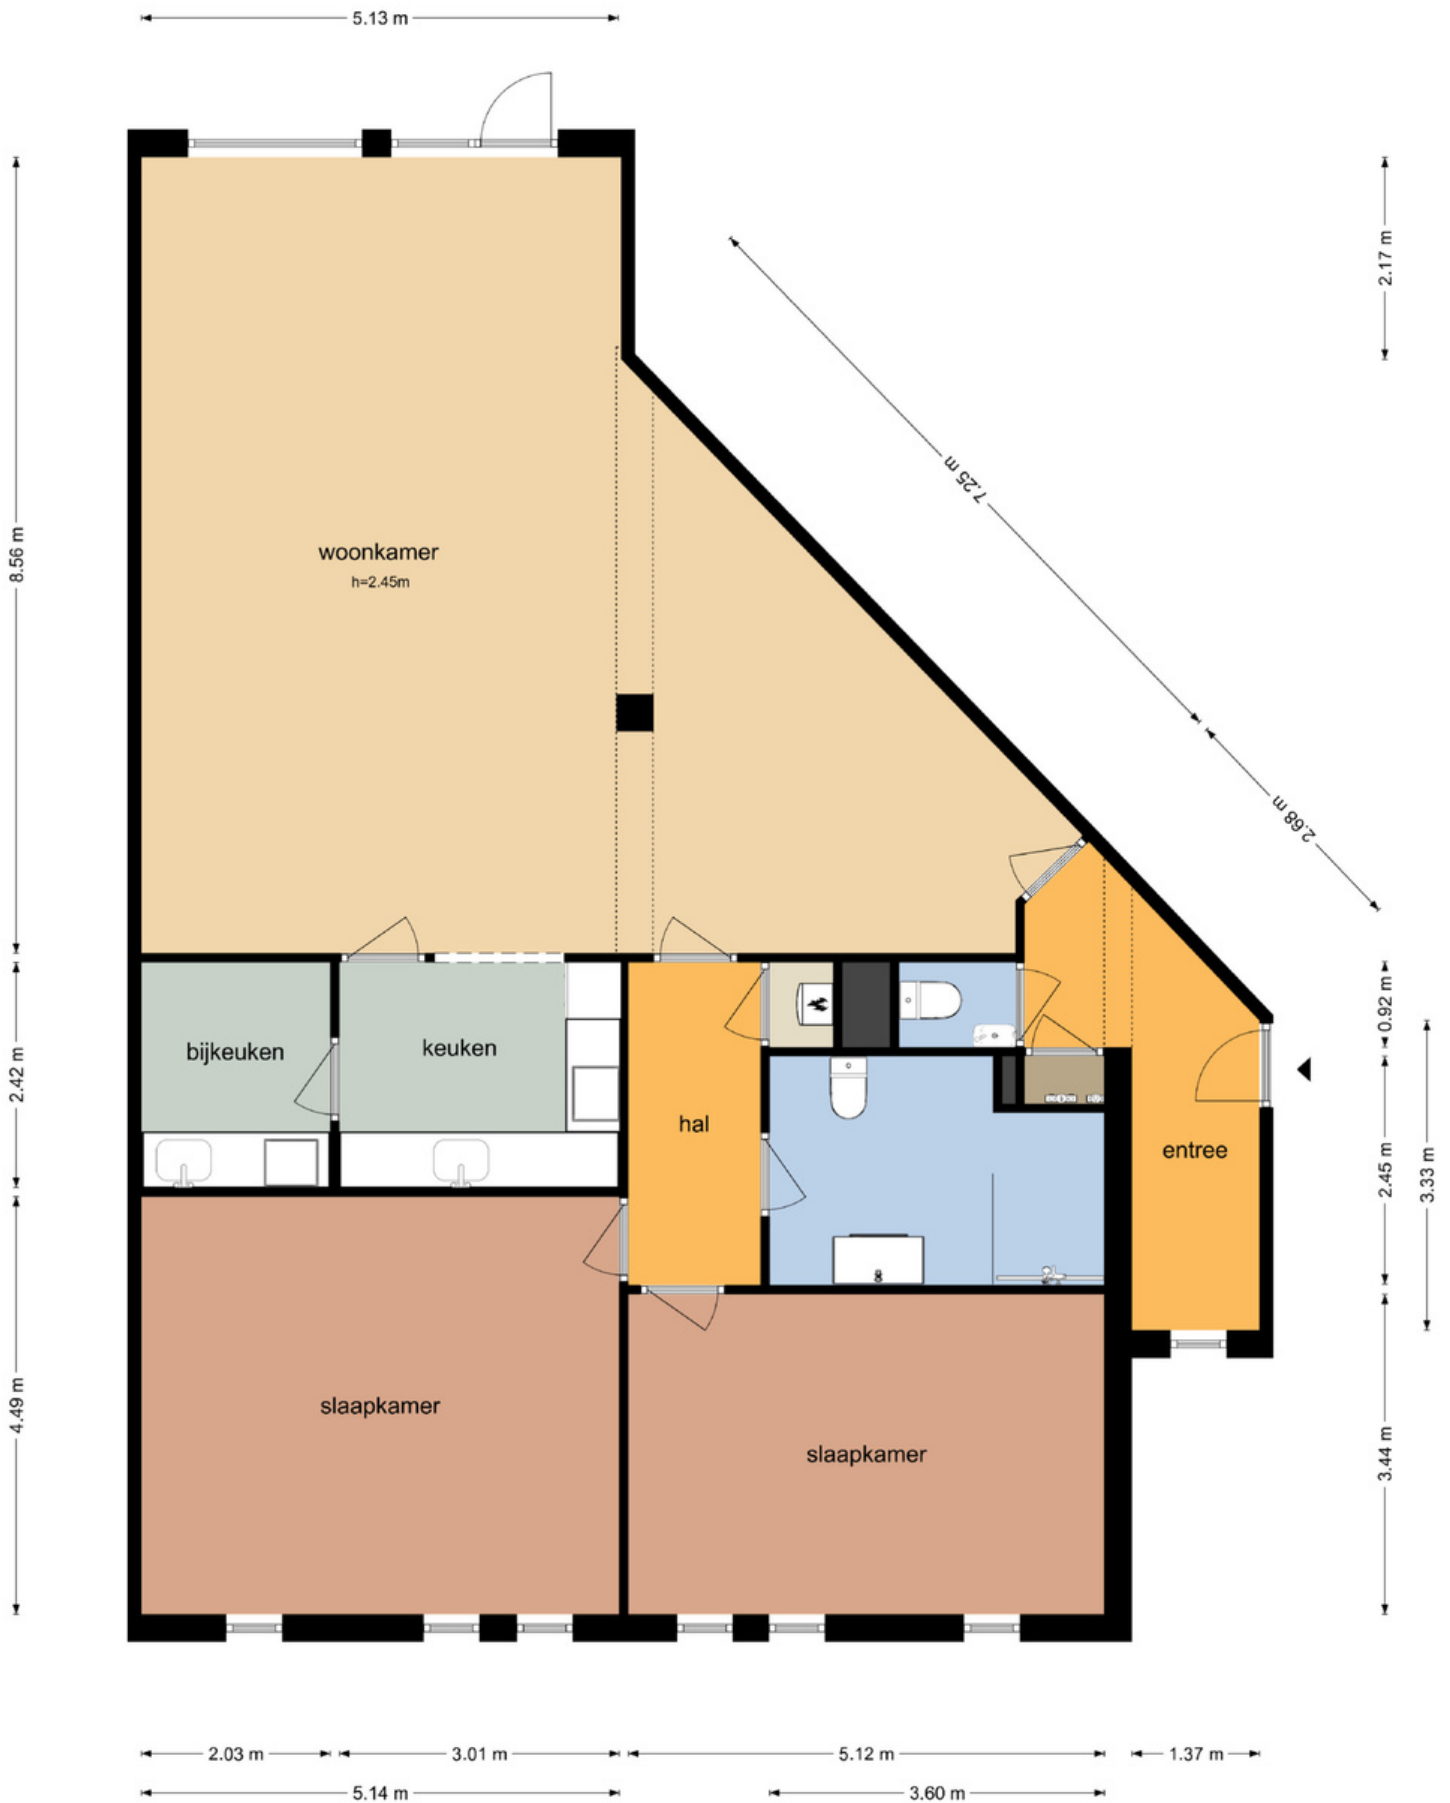 5.13 m
2.17 m
7.25 m
8.56 m
woonkamer
h=2.45m
2.68 m
0.92 m
bijkeuken
keuken
2.42 m
hal
entree
2.45 m
3.33 m
slaapkamer
4.49 m
slaapkamer
3.44 m
2.03 m
3.01 m
5.12 m
1.37 m
5.14 m
3.60 m